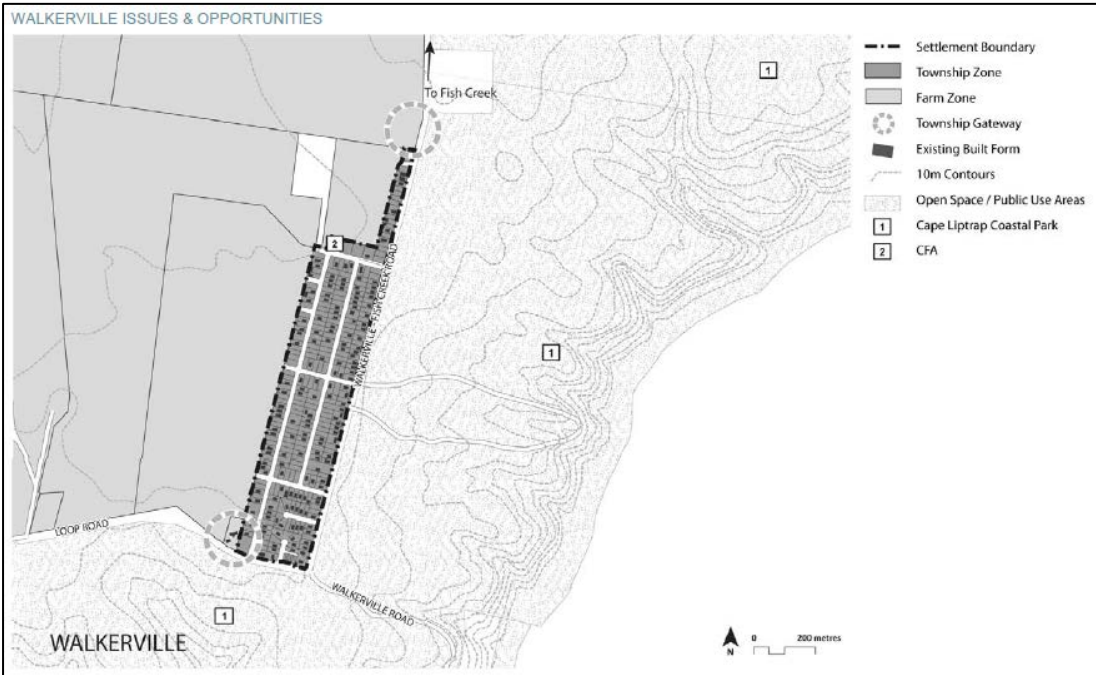 WALKERVILLE ISSUES & OPPORTUNITIES
To Fish Creek
1
2
WALKERVILLE - FISH CREEK ROAD
1
LOOP ROAD
WALKERVILLE ROAD
1
WALKERVILLE
N
0 200 metres
Settlement Boundary
Township Zone
Farm Zone
Township Gateway
Existing Built Form
10m Contours
Open Space / Public Use Areas
1 Cape Liptrap Coastal Park
2 CFA